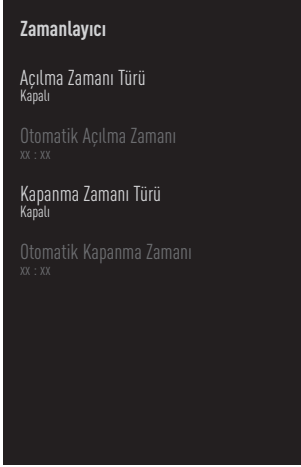 Zamanlayıcı
Açılma Zamanı Türü
Kapalı
Otomatik Açılma Zamanı
xx : xx
Kapanma Zamanı Türü
Kapalı
Otomatik Kapanma Zamanı
xx : xx